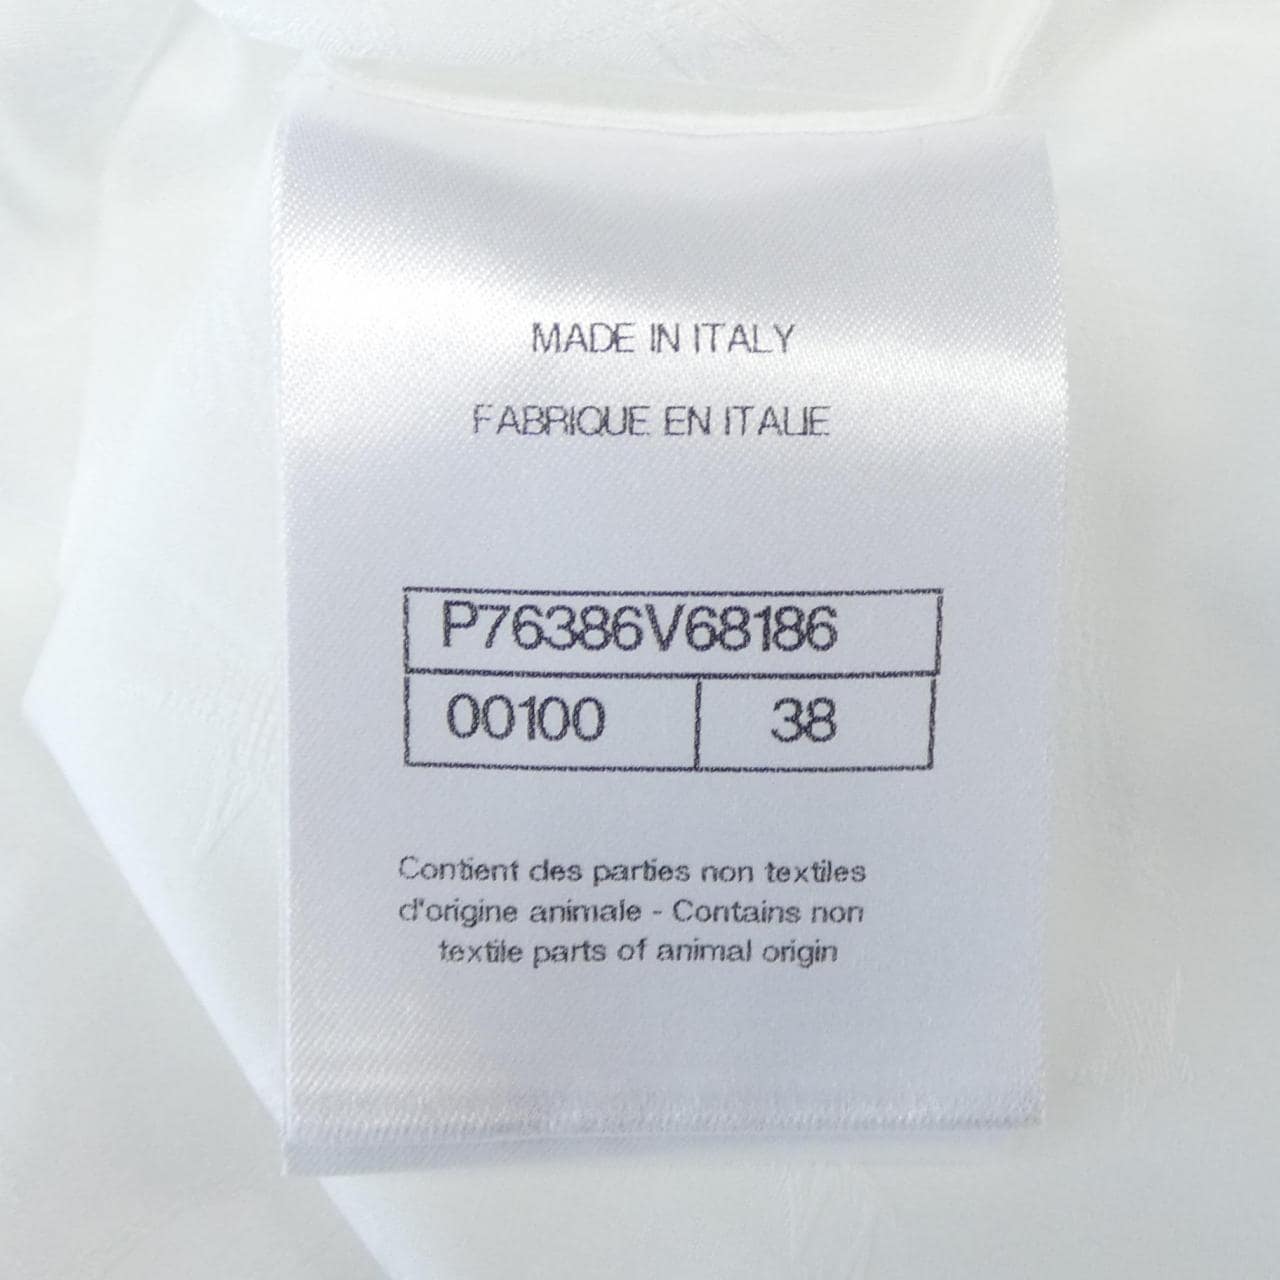 MADE IN ITALY
FABRIQUE EN ITALIE
P76386V68186
00100 38
Contient des parties non textiles
d'origine animale - Contains non
textile parts of animal origin